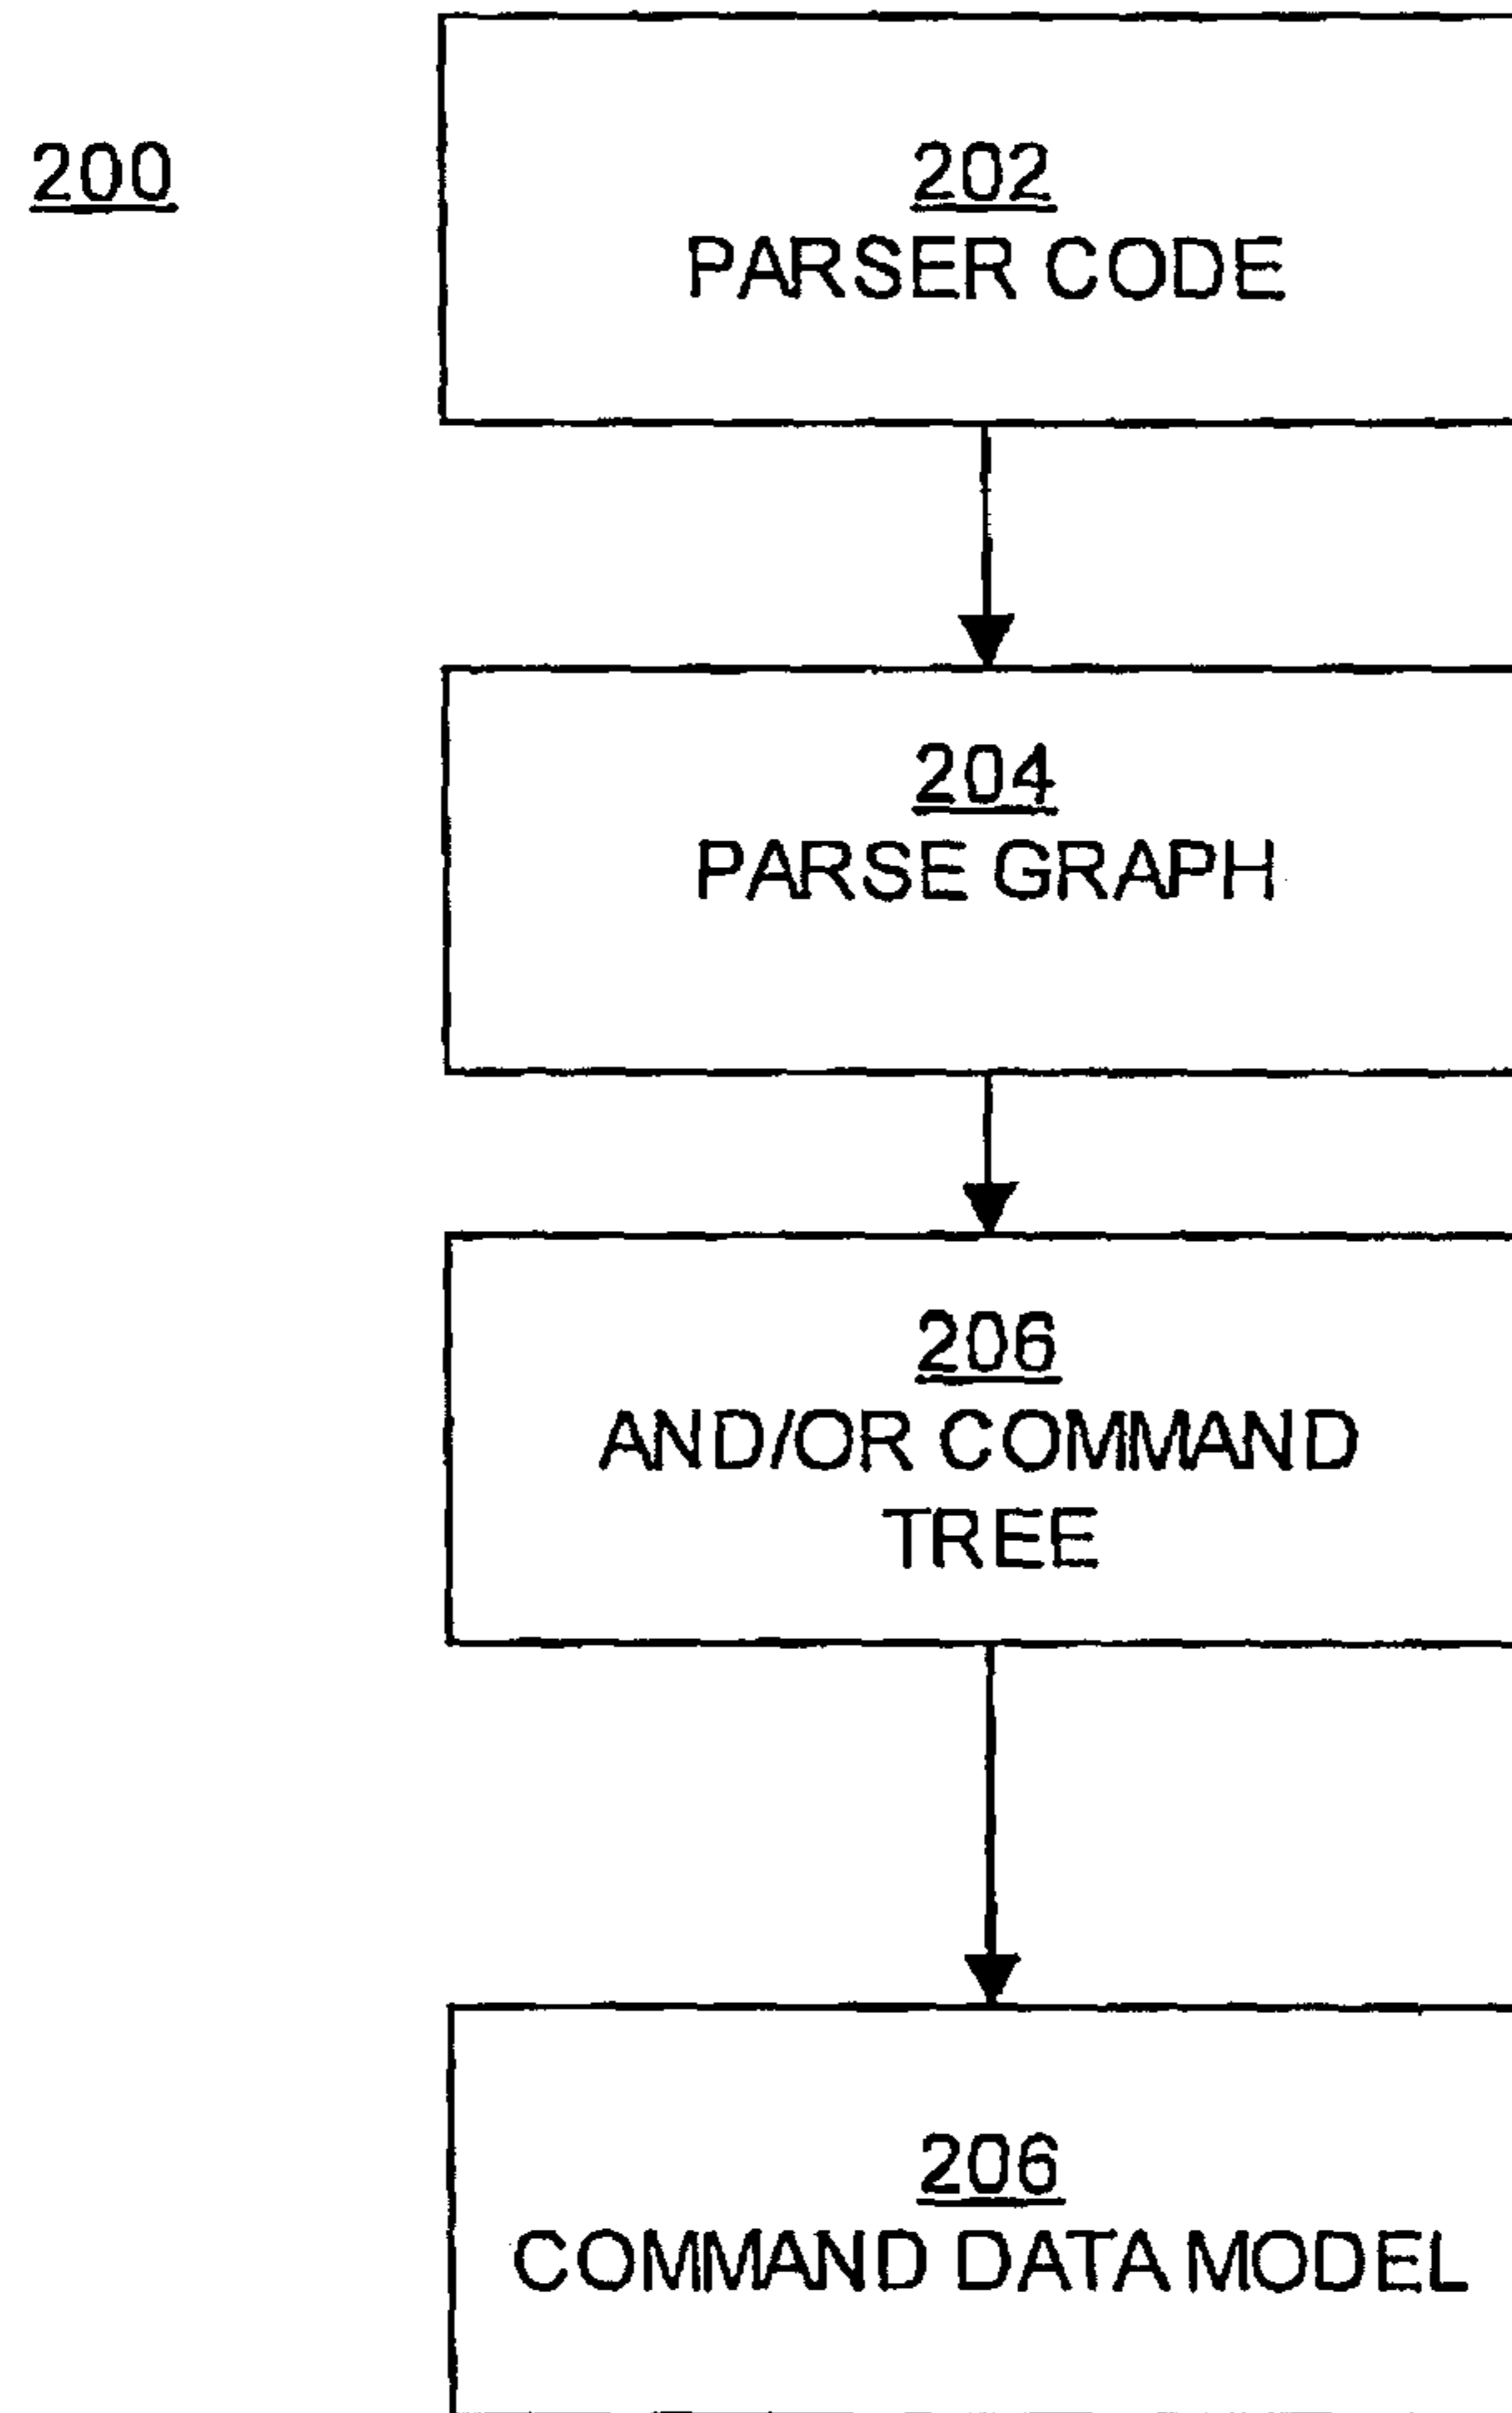 200
202
PARSER CODE
204
PARSE GRAPH
206
AND/OR COMMAND
TREE
206
COMMAND DATA MODEL